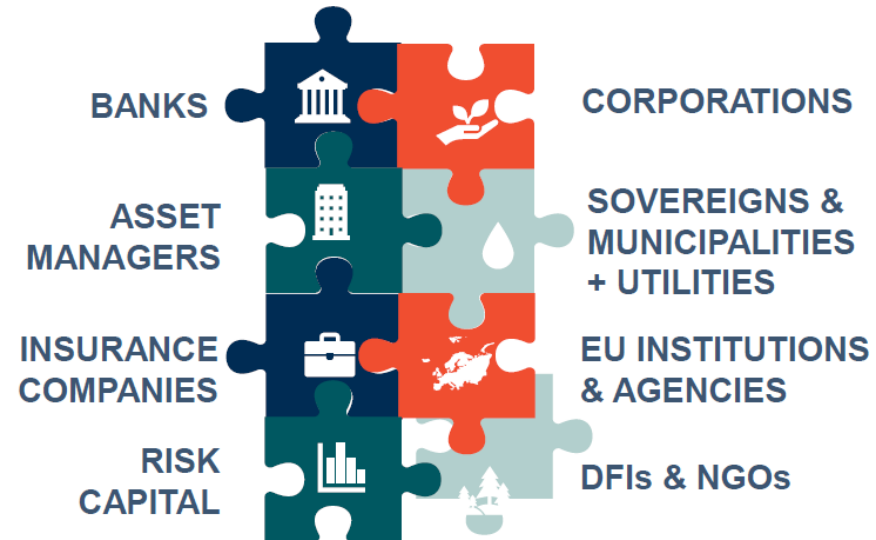 BANKS
CORPORATIONS
ASSET
MANAGERS
SOVEREIGNS &
MUNICIPALITIES
+ UTILITIES
INSURANCE
COMPANIES
EU INSTITUTIONS
& AGENCIES
RISK
CAPITAL
DFIs & NGOs